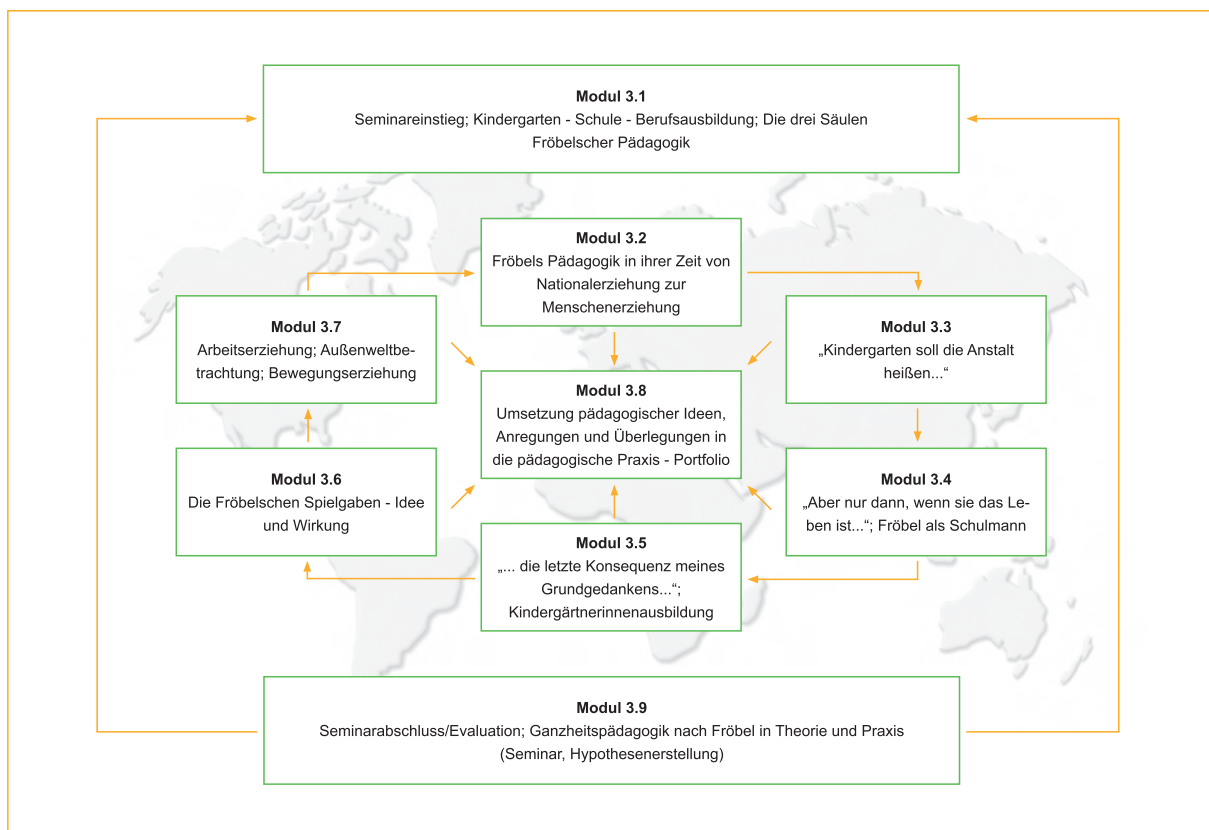 Modul 3.1
Seminareinstieg; Kindergarten - Schule - Berufsausbildung; Die drei Säulen
Fröbelscher Pädagogik
Modul 3.2
Fröbels Pädagogik in ihrer Zeit von
Nationalerziehung zur
Menschenerziehung
Modul 3.7
Arbeitserziehung; Außenweltbe-
trachtung; Bewegungserziehung
Modul 3.3
„Kindergarten soll die Anstalt
heißen...“
Modul 3.8
Umsetzung pädagogischer Ideen,
Anregungen und Überlegungen in
die pädagogische Praxis - Portfolio
Modul 3.6
Die Fröbelschen Spielgaben - Idee
und Wirkung
Modul 3.4
„Aber nur dann, wenn sie das Le-
ben ist...“; Fröbel als Schulmann
Modul 3.5
„... die letzte Konsequenz meines
Grundgedankens...“;
Kindergärtnerinnenausbildung
Modul 3.9
Seminarabschluss/Evaluation; Ganzheitspädagogik nach Fröbel in Theorie und Praxis
(Seminar, Hypothesenerstellung)